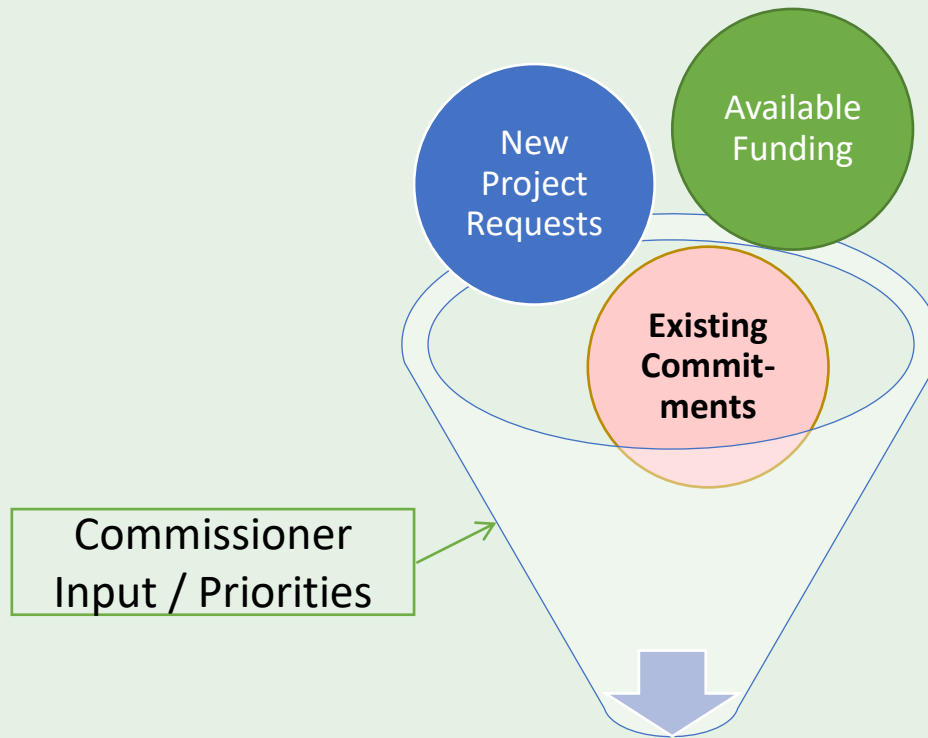 New
Project
Requests
Available
Funding
Existing
Commit-
ments
Commissioner
Input / Priorities